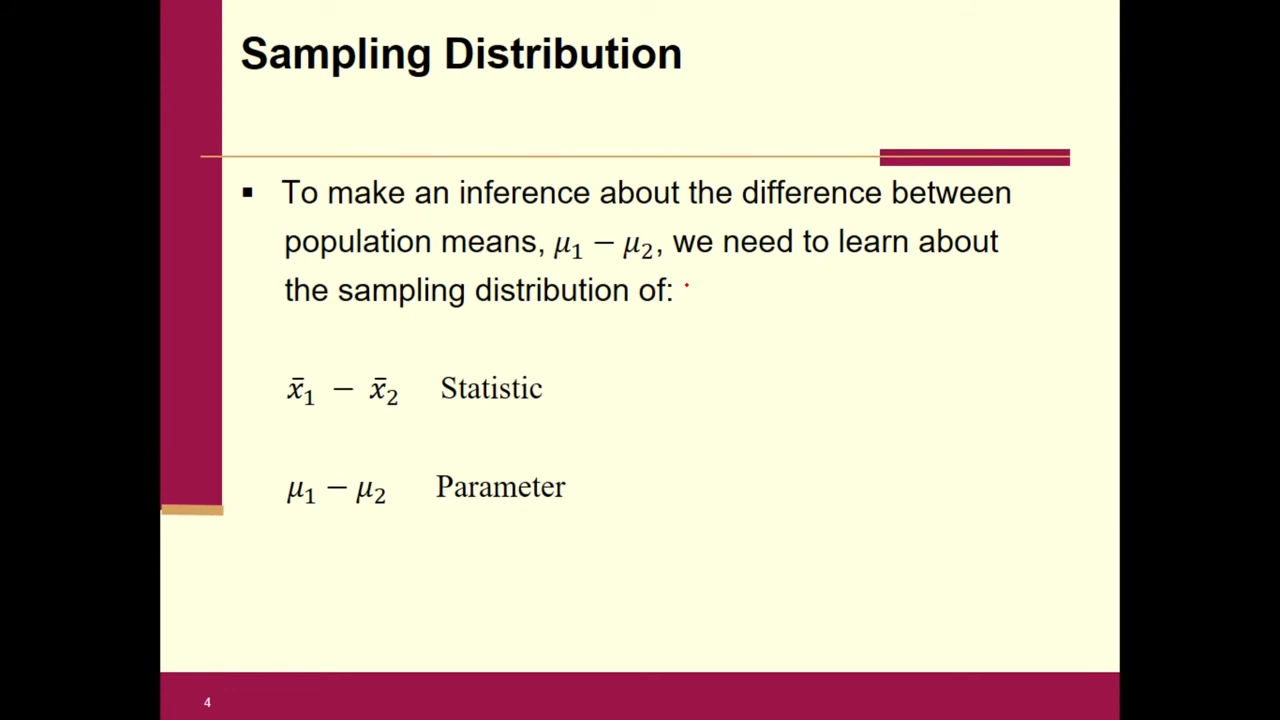 Sampling Distribution
▪ To make an inference about the difference between
population means, 𝜇₁ − 𝜇₂, we need to learn about
the sampling distribution of:
x̄₁ − x̄₂ Statistic
𝜇₁ − 𝜇₂ Parameter
4